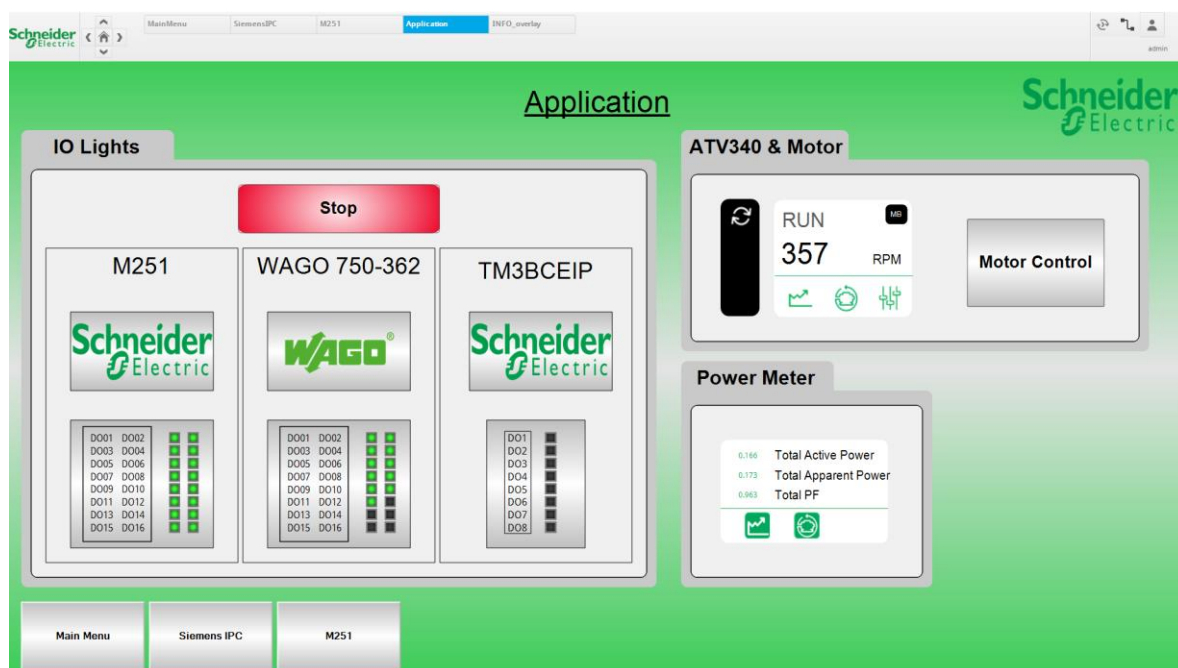 Schneider Electric
MainMenu SiemensIPC M251 Application INFO_overlay
admin
Application
Schneider Electric
IO Lights
Stop
M251
Schneider Electric
DO01 DO02
DO03 DO04
DO05 DO06
DO07 DO08
DO09 DO10
DO11 DO12
DO13 DO14
DO15 DO16
WAGO 750-362
WAGO®
DO01 DO02
DO03 DO04
DO05 DO06
DO07 DO08
DO09 DO10
DO11 DO12
DO13 DO14
DO15 DO16
TM3BCEIP
Schneider Electric
DO1
DO2
DO3
DO4
DO5
DO6
DO7
DO8
ATV340 & Motor
RUN MB
357 RPM
Motor Control
Power Meter
0.166 Total Active Power
0.173 Total Apparent Power
0.963 Total PF
Main Menu Siemens IPC M251